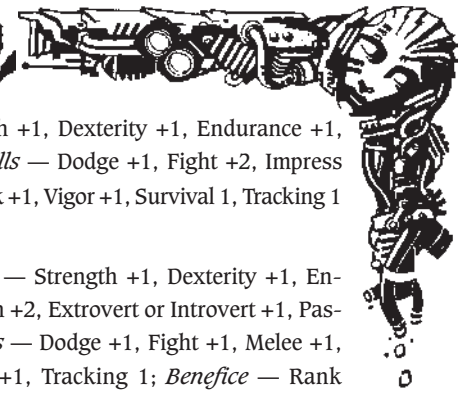 h +1, Dexterity +1, Endurance +1,
lls — Dodge +1, Fight +2, Impress
k +1, Vigor +1, Survival 1, Tracking 1
— Strength +1, Dexterity +1, En-
n +2, Extrovert or Introvert +1, Pas-
s — Dodge +1, Fight +1, Melee +1,
+1, Tracking 1; Benefice — Rank